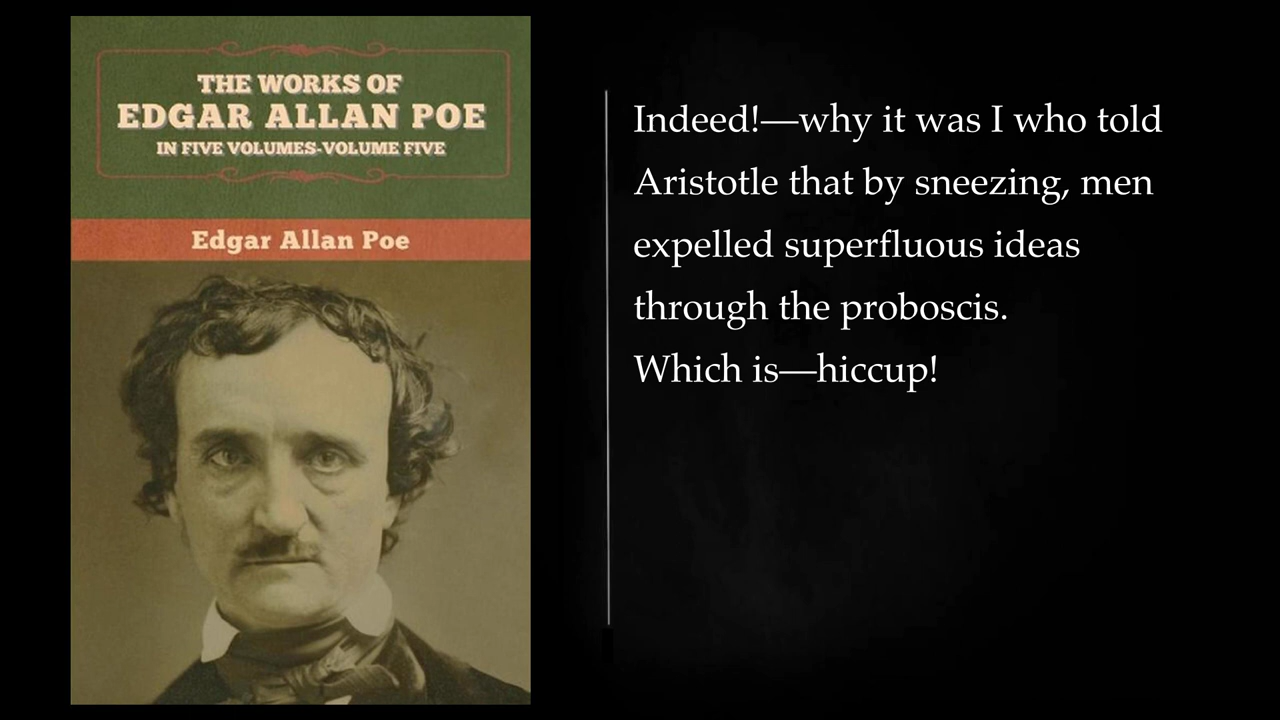 THE WORKS OF
EDGAR ALLAN POE
IN FIVE VOLUMES-VOLUME FIVE
Edgar Allan Poe
Indeed!—why it was I who told
Aristotle that by sneezing, men
expelled superfluous ideas
through the proboscis.
Which is—hiccup!